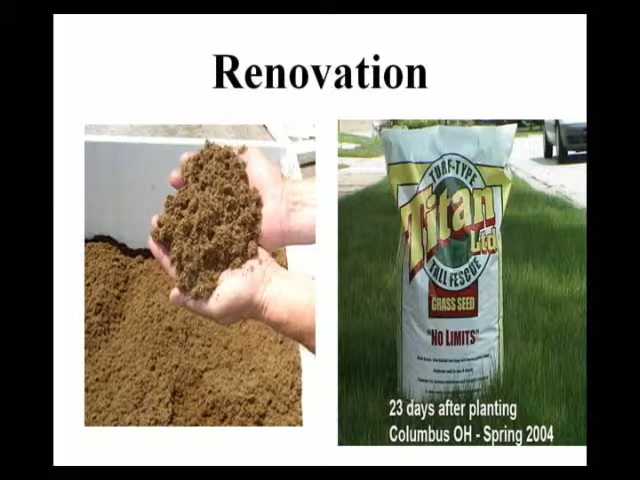 Renovation
TURF-TYPE
Titan
Ltd
TALL FESCUE
GRASS SEED
"NO LIMITS"
23 days after planting
Columbus OH - Spring 2004